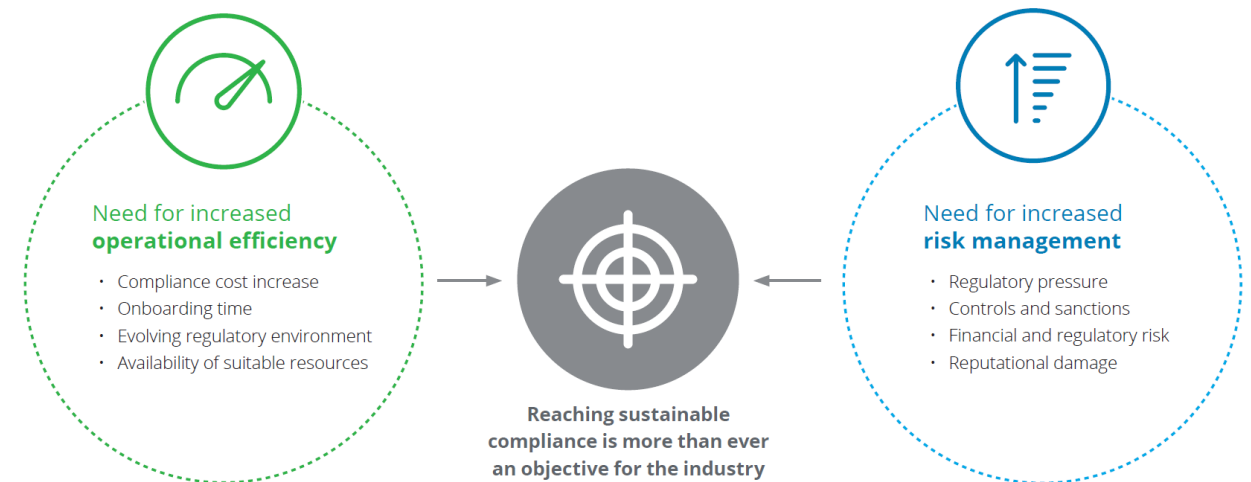 Need for increased
operational efficiency
· Compliance cost increase
· Onboarding time
· Evolving regulatory environment
· Availability of suitable resources
Reaching sustainable
compliance is more than ever
an objective for the industry
Need for increased
risk management
· Regulatory pressure
· Controls and sanctions
· Financial and regulatory risk
· Reputational damage